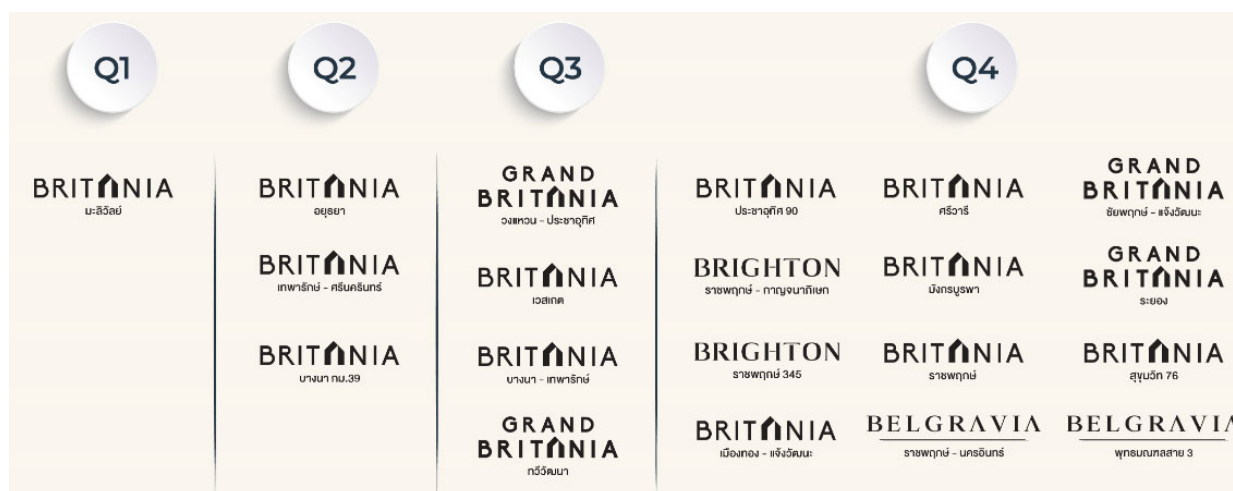 Q1
BRITANIA
มะลิวัลย์
Q2
BRITANIA
อยุธยา
BRITANIA
เทพารักษ์ - ศรีนครินทร์
BRITANIA
บางนา กม.39
Q3
GRAND
BRITANIA
วงแหวน - ประชาอุทิศ
BRITANIA
เวสเกต
BRITANIA
บางนา - เทพารักษ์
GRAND
BRITANIA
ทวีวัฒนา
Q4
BRITANIA
ประชาอุทิศ 90
BRIGHTON
ราชพฤกษ์ - กาญจนาภิเษก
BRIGHTON
ราชพฤกษ์ 345
BRITANIA
เมืองทอง - แจ้งวัฒนะ
BRITANIA
ศรีวารี
BRITANIA
มังกรบูรพา
BRITANIA
ราชพฤกษ์
BELGRAVIA
ราชพฤกษ์ - นครอินทร์
GRAND
BRITANIA
ชัยพฤกษ์ - แจ้งวัฒนะ
GRAND
BRITANIA
ระยอง
BRITANIA
สุขุมวิท 76
BELGRAVIA
พุทธมณฑลสาย 3